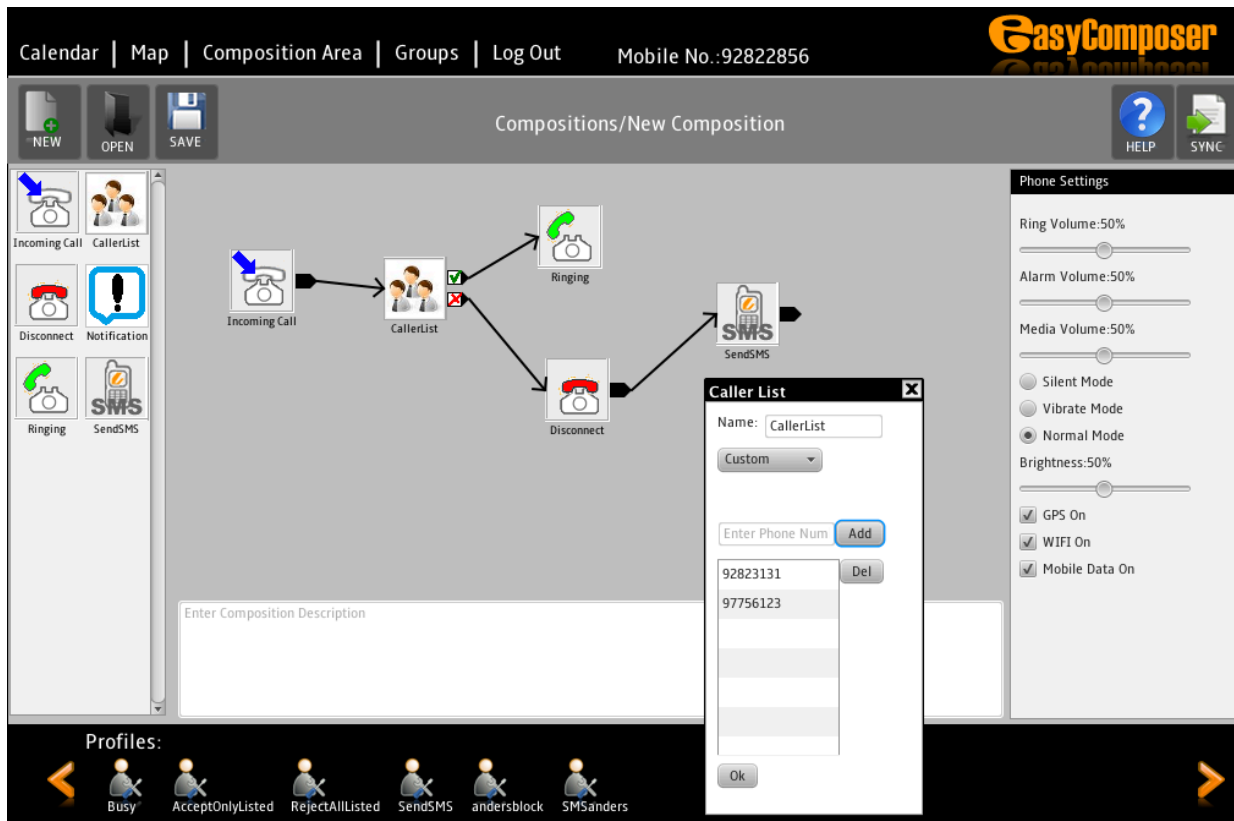 Calendar | Map | Composition Area | Groups | Log Out Mobile No.:92822856
easyComposer
NEW
OPEN
SAVE
Compositions/New Composition
HELP
SYNC
Incoming Call
CallerList
Disconnect
Notification
Ringing
SMS
SendSMS
Incoming Call
CallerList
Ringing
Disconnect
SMS
SendSMS
Caller List
Name: CallerList
Custom
Enter Phone Num Add
92823131 Del
97756123
Ok
Enter Composition Description
Phone Settings
Ring Volume:50%
Alarm Volume:50%
Media Volume:50%
Silent Mode
Vibrate Mode
Normal Mode
Brightness:50%
GPS On
WIFI On
Mobile Data On
Profiles:
Busy
AcceptOnlyListed
RejectAllListed
SendSMS
andersblock
SMSanders